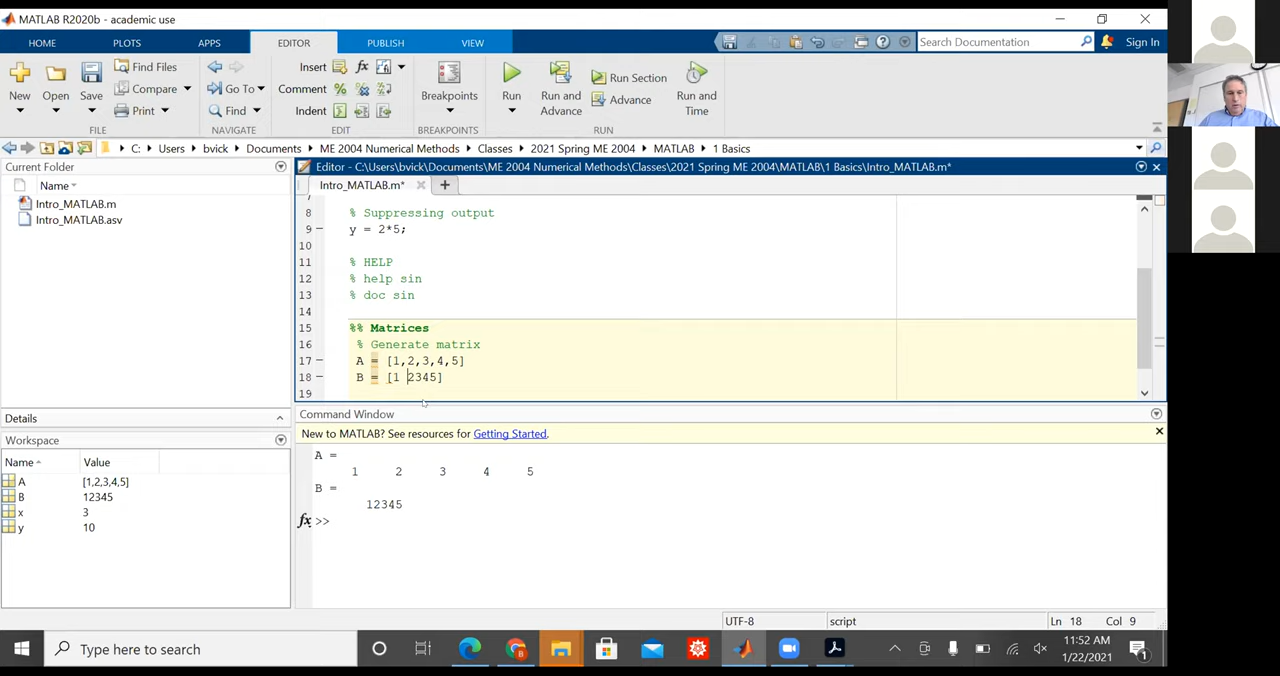 MATLAB R2020b - academic use
HOME PLOTS APPS EDITOR PUBLISH VIEW Search Documentation Sign In
New Open Save Find Files Compare Print Go To Find Insert fx Comment % Indent Breakpoints Run Run and Advance Run Section Advance Run and Time
FILE NAVIGATE EDIT BREAKPOINTS RUN
C: Users bvick Documents ME 2004 Numerical Methods Classes 2021 Spring ME 2004 MATLAB 1 Basics
Current Folder
Name
Intro_MATLAB.m
Intro_MATLAB.asv
Details
Workspace
Name Value
A [1,2,3,4,5]
B 12345
x 3
y 10
Editor - C:\Users\bvick\Documents\ME 2004 Numerical Methods\Classes\2021 Spring ME 2004\MATLAB\1 Basics\Intro_MATLAB.m*
Intro_MATLAB.m*
8 % Suppressing output
9 y = 2*5;
10
11 % HELP
12 % help sin
13 % doc sin
14
15 %% Matrices
16 % Generate matrix
17 A = [1,2,3,4,5]
18 B = [1 2345]
19
Command Window
New to MATLAB? See resources for Getting Started.
A =
1 2 3 4 5
B =
12345
fx >>
UTF-8 script Ln 18 Col 9
Type here to search
11:52 AM
1/22/2021